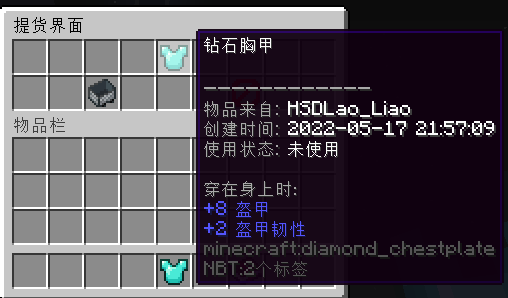 提货界面
物品栏
钻石胸甲
————————————
物品来自: HSDLao_Liao
创建时间: 2022-05-17 21:57:09
使用状态: 未使用
穿在身上时:
+8 盔甲
+2 盔甲韧性
minecraft:diamond_chestplate
NBT:2个标签